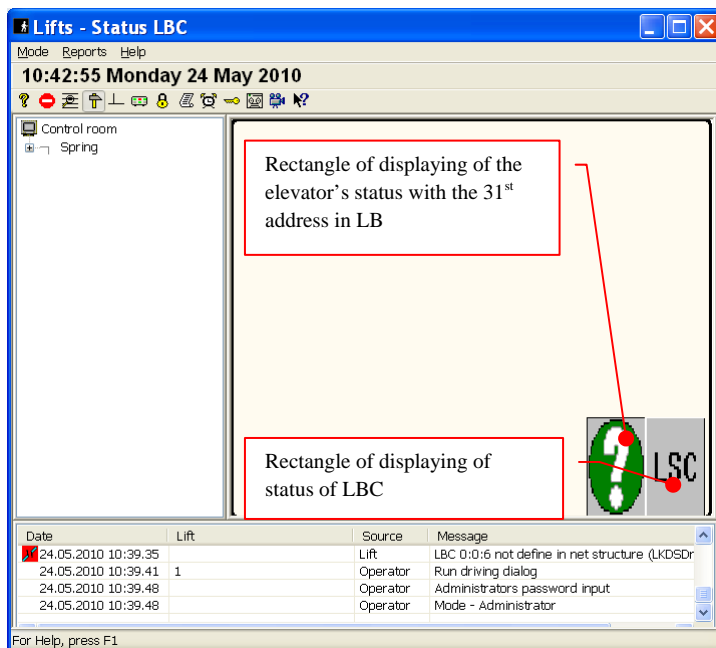 Lifts - Status LBC
Mode Reports Help
10:42:55 Monday 24 May 2010
Control room
Spring
Rectangle of displaying of the
elevator's status with the 31st
address in LB
Rectangle of displaying of
status of LBC
LSC
Date Lift Source Message
24.05.2010 10:39.35 Lift LBC 0:0:6 not define in net structure (LKDSDr
24.05.2010 10:39.41 1 Operator Run driving dialog
24.05.2010 10:39.48 Operator Administrators password input
24.05.2010 10:39.48 Operator Mode - Administrator
For Help, press F1